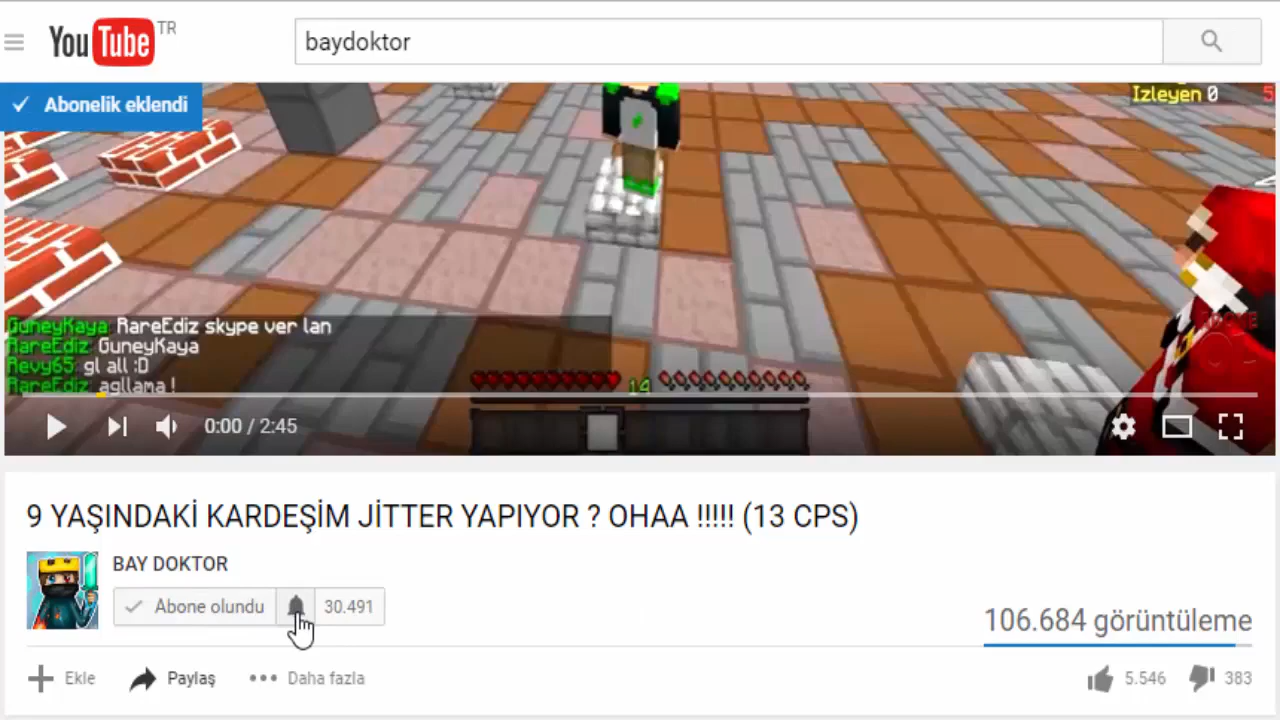 YouTube TR
baydoktor
Abonelik eklendi
Izleyen 0 5
GuneyKaya: RareEdiz skype ver lan
RareEdiz: GuneyKaya
Revy65: gl all :D
RareEdiz: agllama !
14
0:00 / 2:45
9 YAŞINDAKİ KARDEŞİM JİTTER YAPIYOR ? OHAA !!!!! (13 CPS)
BAY DOKTOR
Abone olundu 30.491
106.684 görüntüleme
Ekle Paylaş Daha fazla 5.546 383